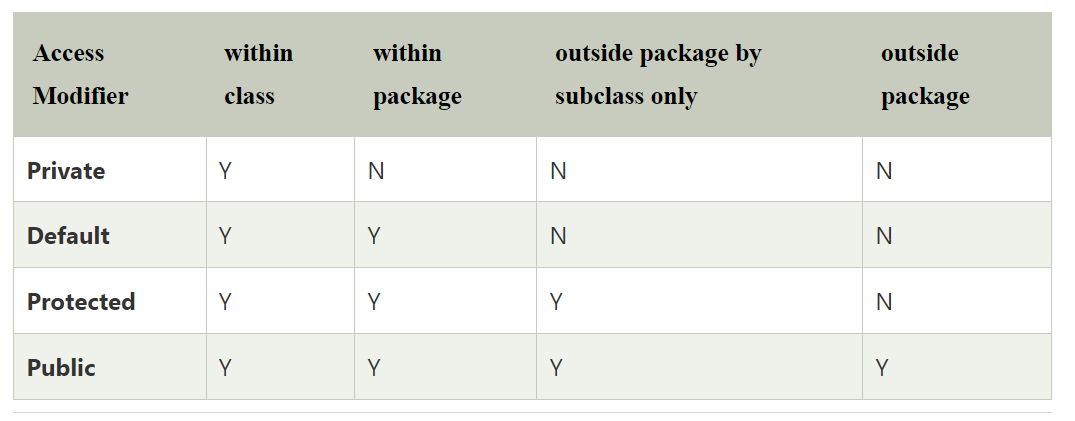 Access Modifier within class within package outside package by subclass only outside package
Private Y N N N
Default Y Y N N
Protected Y Y Y N
Public Y Y Y Y